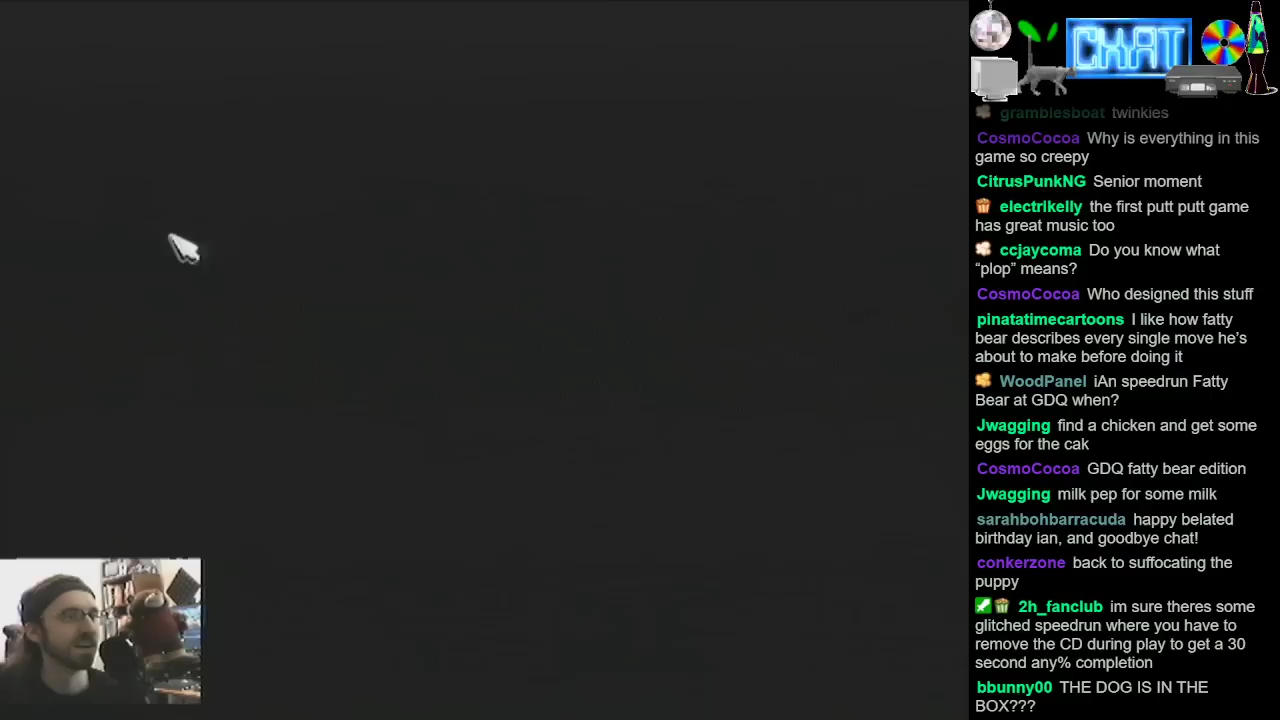 CHAT
gramblesboat twinkies
CosmoCocoa Why is everything in this
game so creepy
CitrusPunkNG Senior moment
electrikelly the first putt putt game
has great music too
ccjaycoma Do you know what
“plop” means?
CosmoCocoa Who designed this stuff
pinatatimecartoons I like how fatty
bear describes every single move he’s
about to make before doing it
WoodPanel iAn speedrun Fatty
Bear at GDQ when?
Jwagging find a chicken and get some
eggs for the cak
CosmoCocoa GDQ fatty bear edition
Jwagging milk pep for some milk
sarahbohbarracuda happy belated
birthday ian, and goodbye chat!
conkerzone back to suffocating the
puppy
2h_fanclub im sure theres some
glitched speedrun where you have to
remove the CD during play to get a 30
second any% completion
bbunny00 THE DOG IS IN THE
BOX???